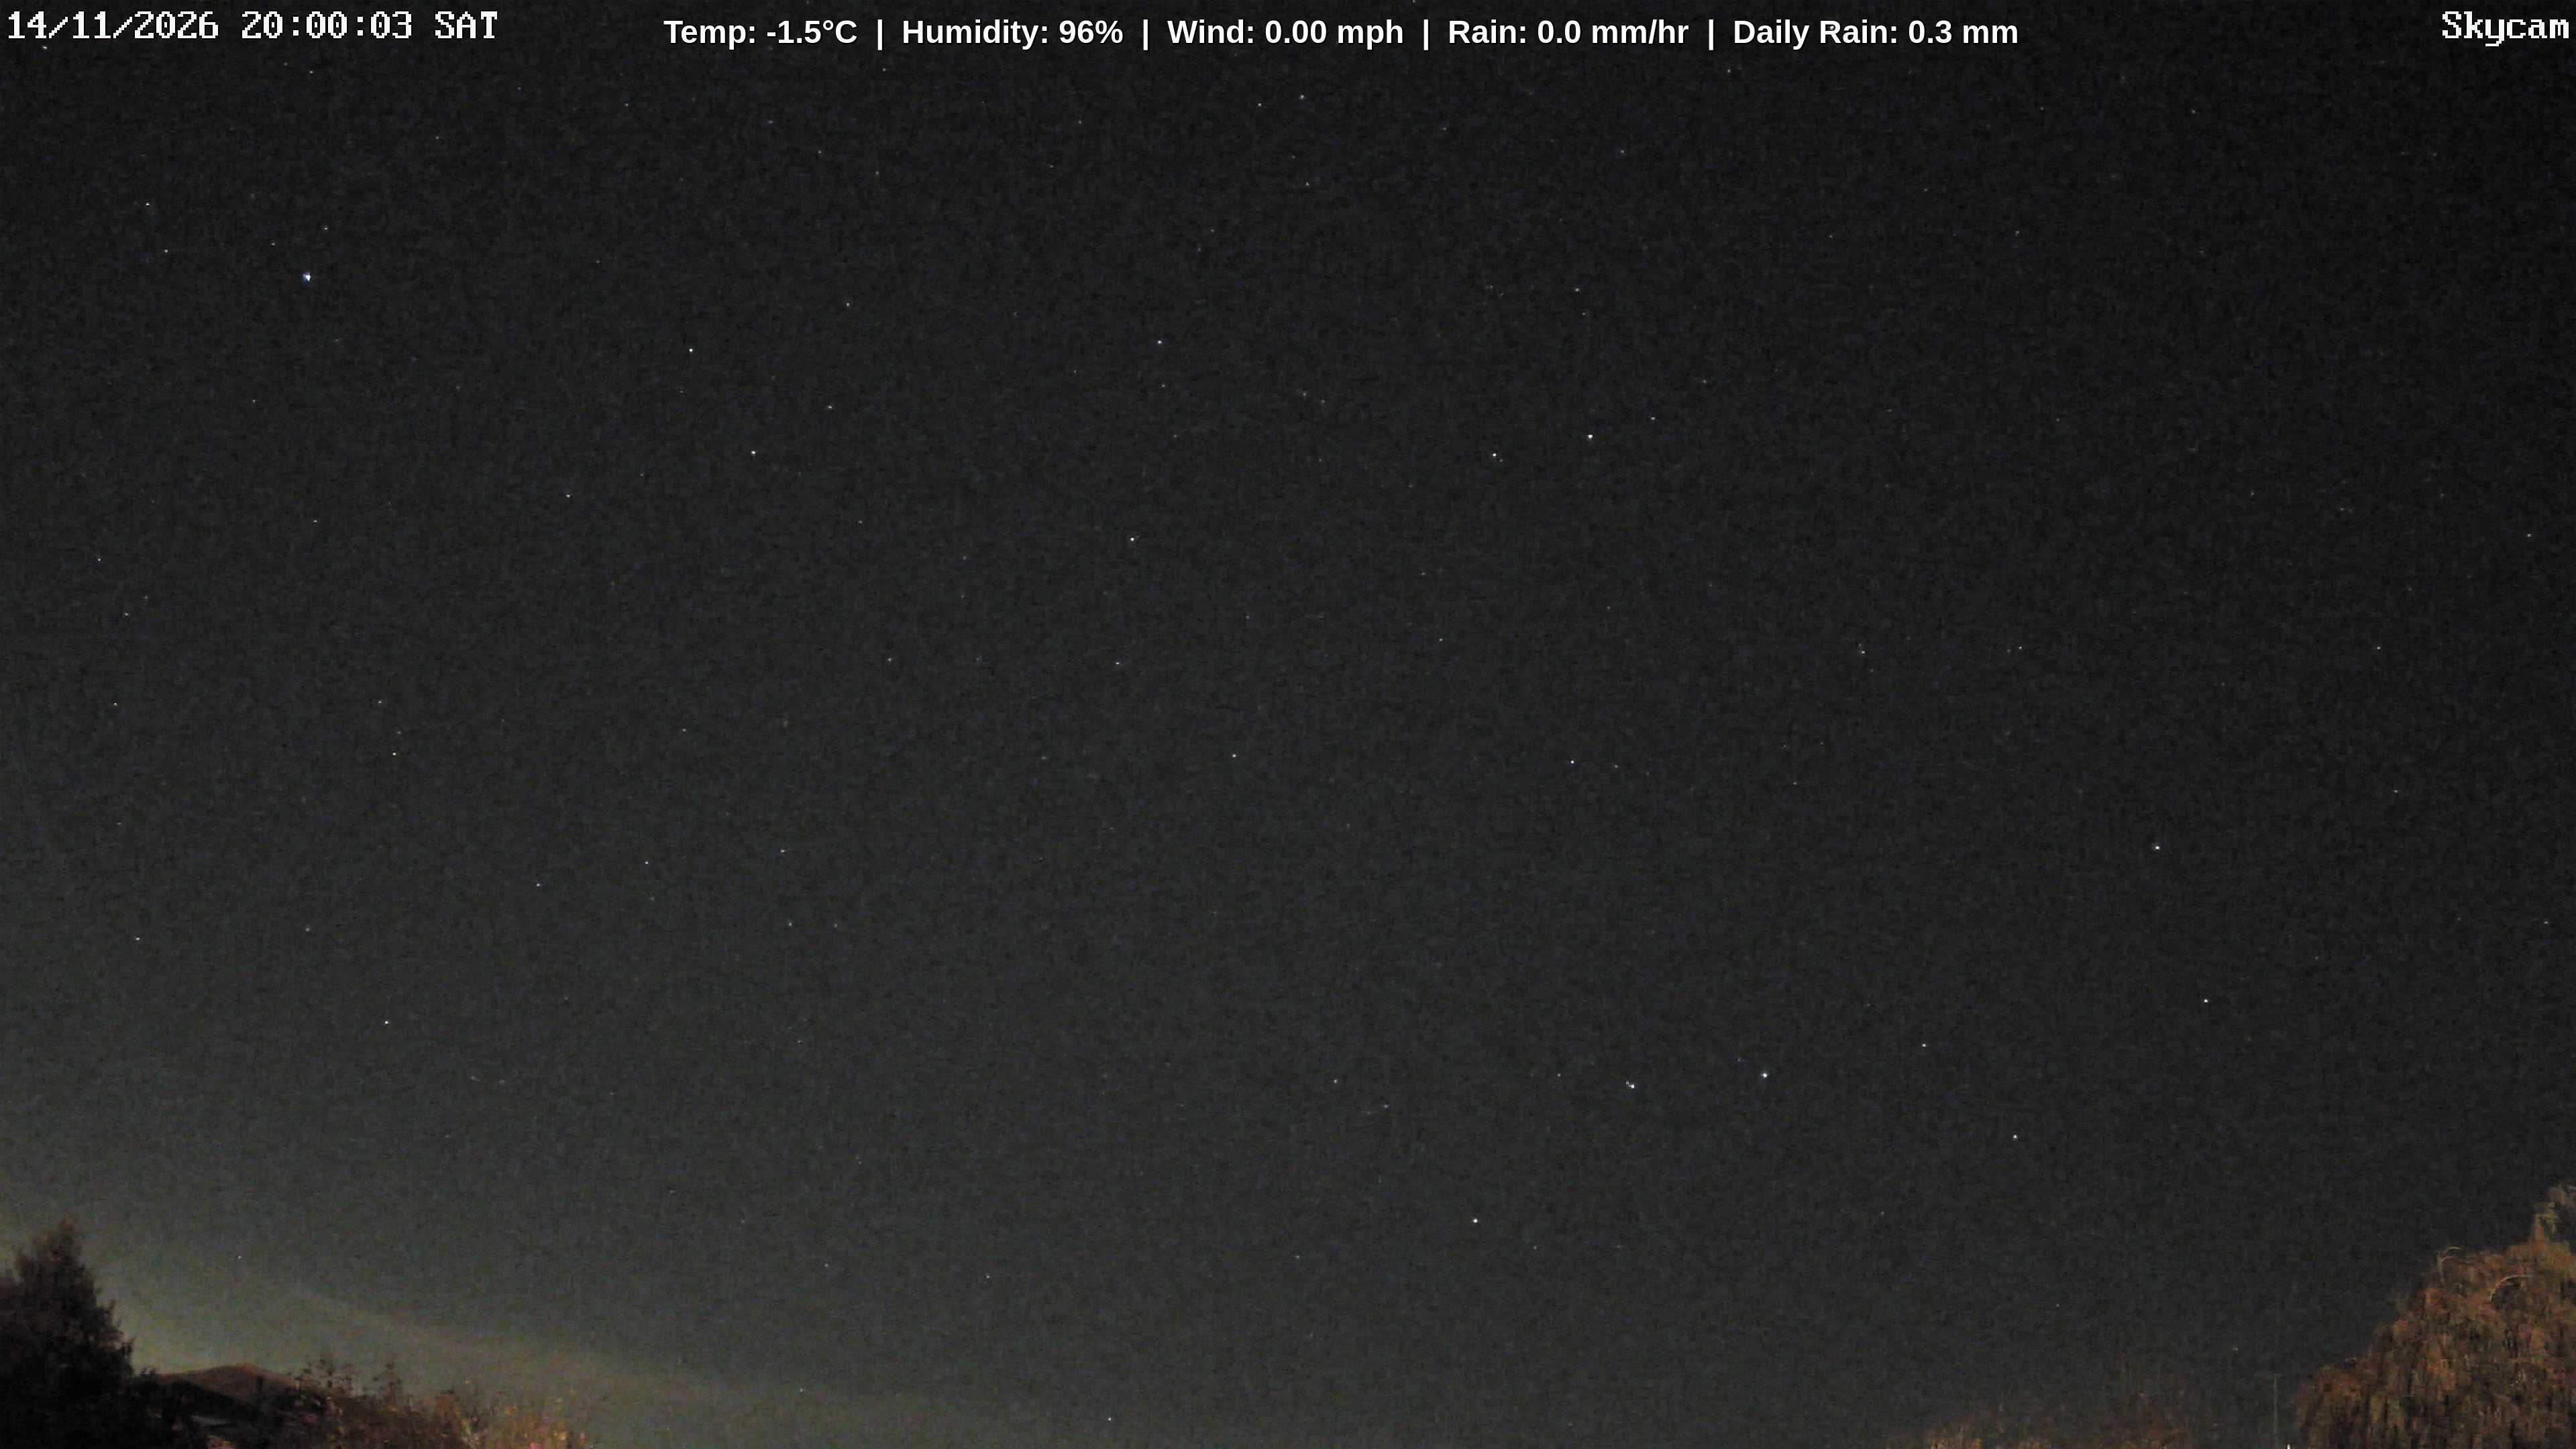 14/11/2026 20:00:03 SAT
Temp: -1.5°C | Humidity: 96% | Wind: 0.00 mph | Rain: 0.0 mm/hr | Daily Rain: 0.3 mm
Skycam